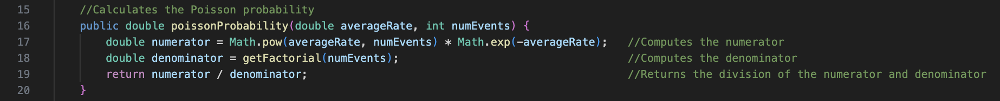 15 //Calculates the Poisson probability
16 public double poissonProbability(double averageRate, int numEvents) {
17 double numerator = Math.pow(averageRate, numEvents) * Math.exp(-averageRate); //Computes the numerator
18 double denominator = getFactorial(numEvents); //Computes the denominator
19 return numerator / denominator; //Returns the division of the numerator and denominator
20 }